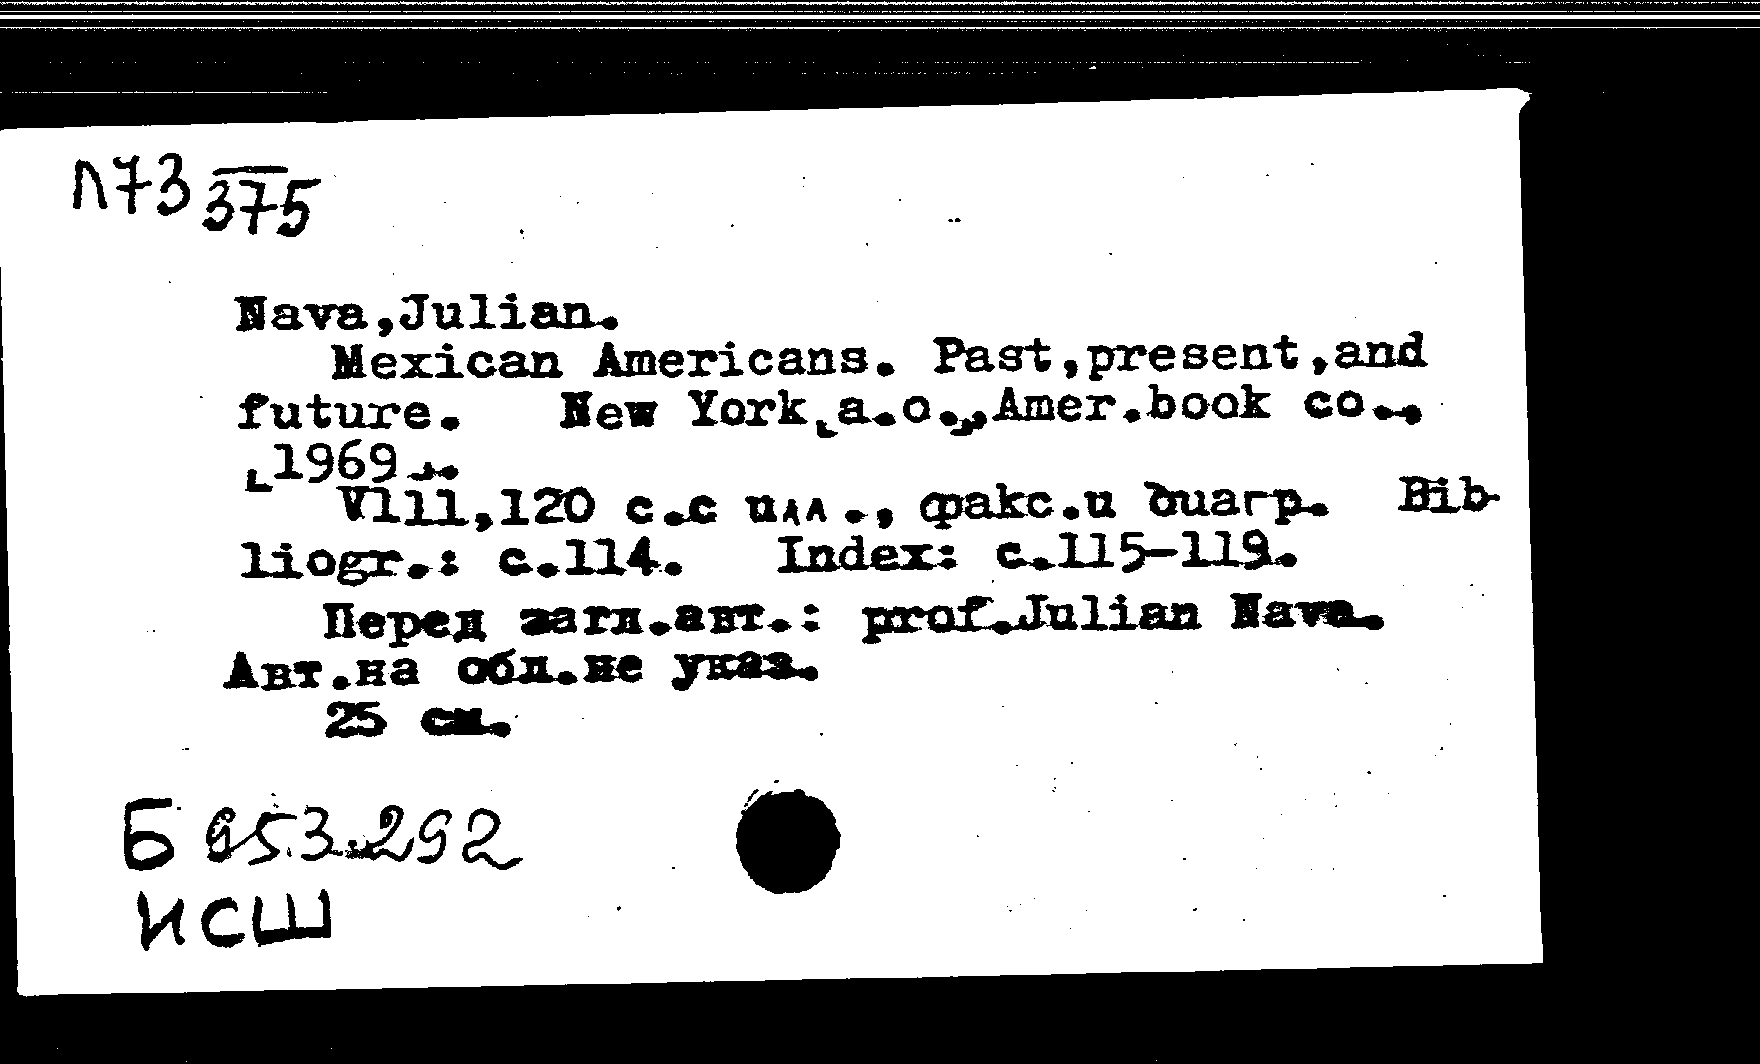 П73 375
Nava,Julian.
Mexican Americans. Past,present,and
future. New York [a.o.],Amer.book co.,
[1969].
Vlll,120 с.с илл., факс.и диагр. Bib-
liogr.: с.114. Index: с.115-119.
Перед загл.авт.: prof.Julian Nava.
Авт.на обл.не указ.
25 см.
Б 953.292
ИСШ